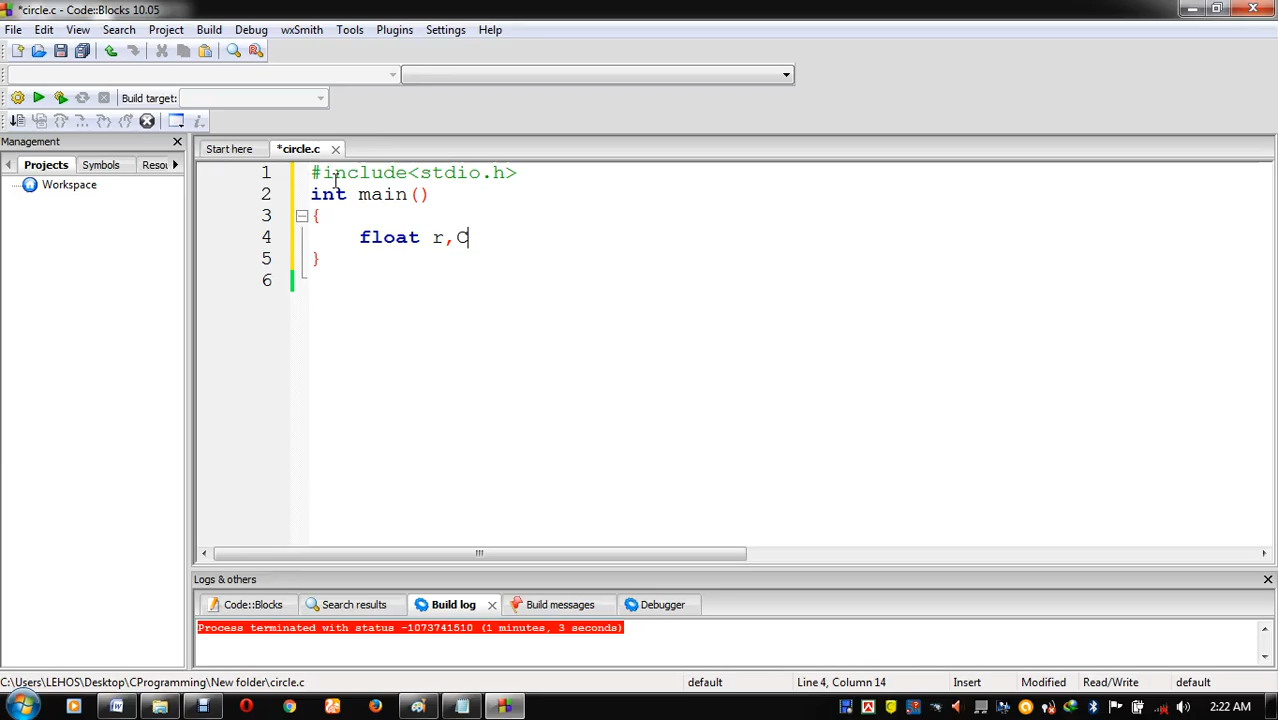 *circle.c - Code::Blocks 10.05
File Edit View Search Project Build Debug wxSmith Tools Plugins Settings Help
Build target:
Management
Projects Symbols Resou
Workspace
Start here *circle.c
1 #include<stdio.h>
2 int main()
3 {
4 float r,C
5 }
6
Logs & others
Code::Blocks Search results Build log Build messages Debugger
Process terminated with status -1073741510 (1 minutes, 3 seconds)
C:\Users\LEHOS\Desktop\CProgramming\New folder\circle.c default Line 4, Column 14 Insert Modified Read/Write default
2:22 AM